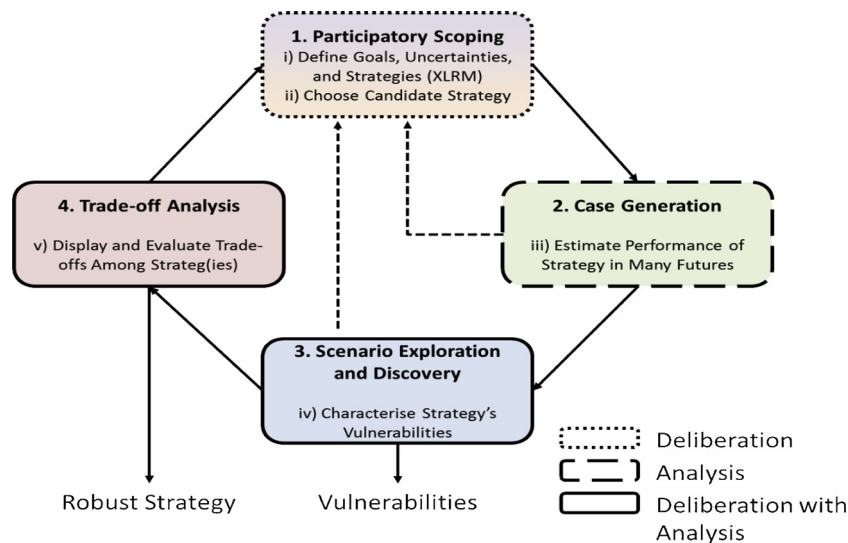 1. Participatory Scoping
i) Define Goals, Uncertainties,
and Strategies (XLRM)
ii) Choose Candidate Strategy
4. Trade-off Analysis
v) Display and Evaluate Trade-
offs Among Strateg(ies)
2. Case Generation
iii) Estimate Performance of
Strategy in Many Futures
3. Scenario Exploration
and Discovery
iv) Characterise Strategy's
Vulnerabilities
Robust Strategy
Vulnerabilities
Deliberation
Analysis
Deliberation with
Analysis